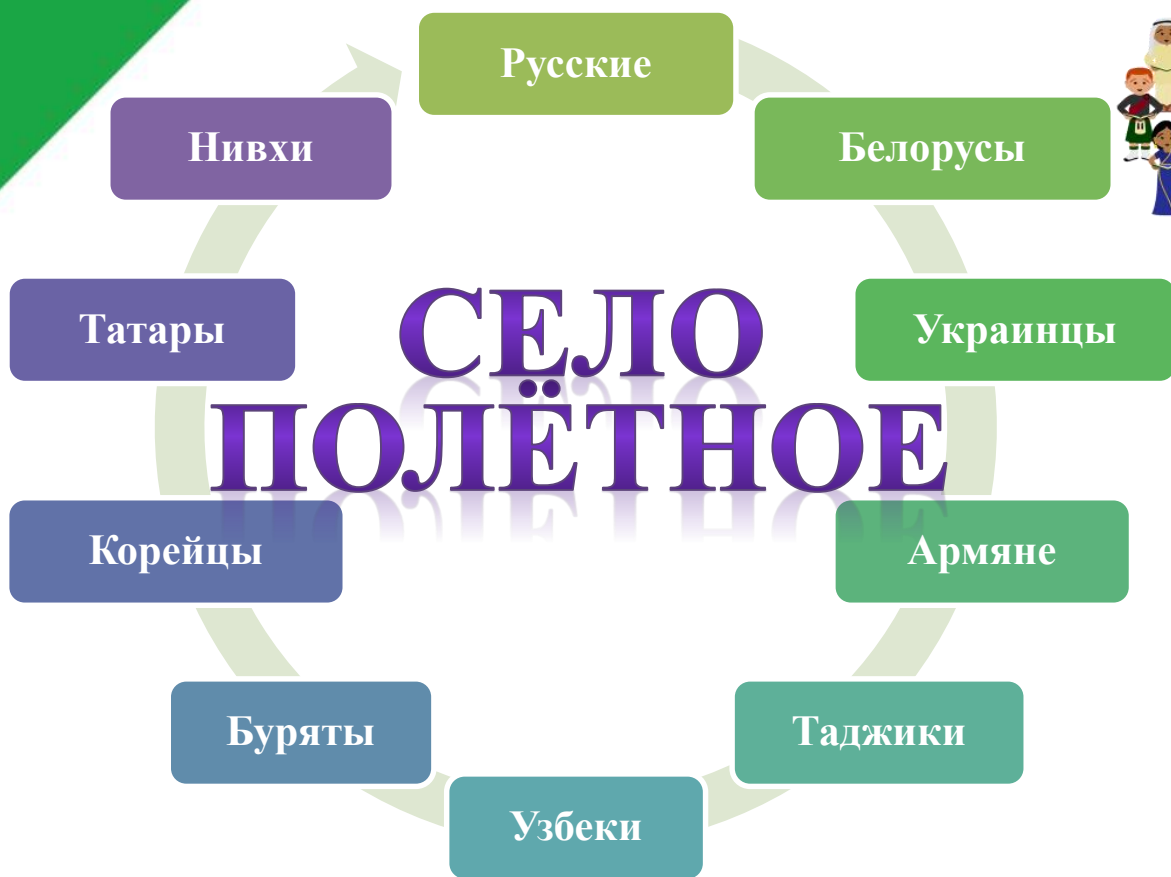 Русские
Белорусы
Украинцы
Армяне
Таджики
Узбеки
Буряты
Корейцы
Татары
Нивхи
СЕЛО
ПОЛЁТНОЕ